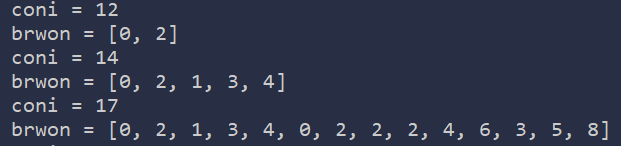 coni = 12
brwon = [0, 2]
coni = 14
brwon = [0, 2, 1, 3, 4]
coni = 17
brwon = [0, 2, 1, 3, 4, 0, 2, 2, 2, 4, 6, 3, 5, 8]